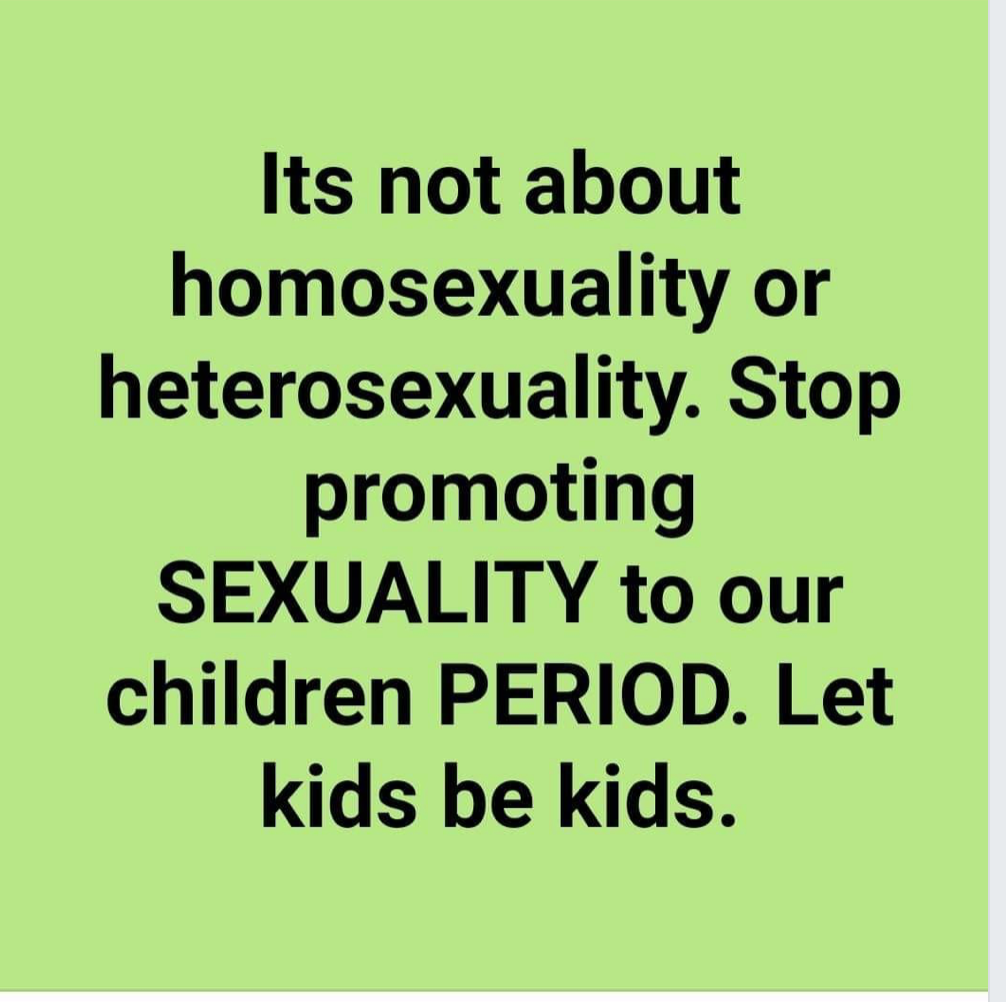 Its not about
homosexuality or
heterosexuality. Stop
promoting
SEXUALITY to our
children PERIOD. Let
kids be kids.